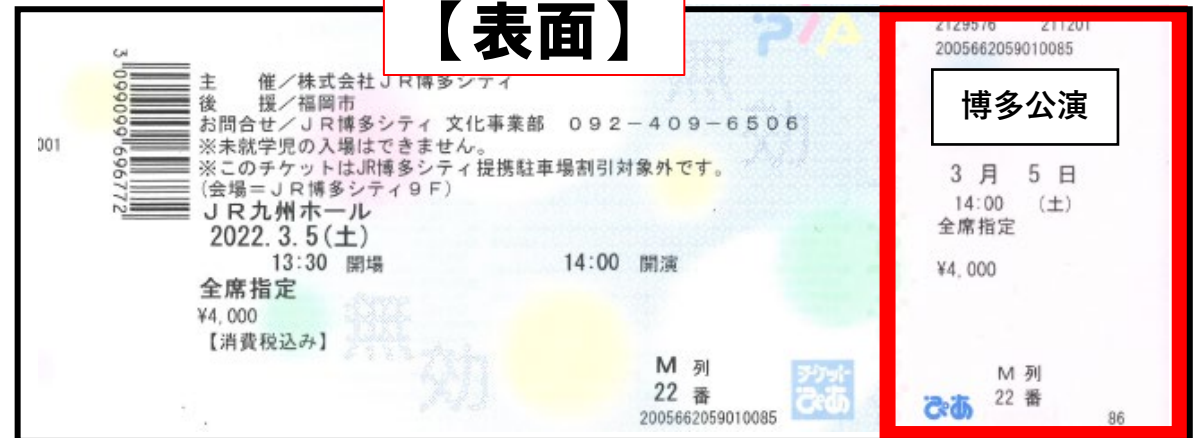 【表面】
PIA
主　催／株式会社ＪＲ博多シティ
後　援／福岡市
お問合せ／ＪＲ博多シティ 文化事業部　０９２－４０９－６５０６
※未就学児の入場はできません。
※このチケットはJR博多シティ提携駐車場割引対象外です。
(会場＝ＪＲ博多シティ９Ｆ)
ＪＲ九州ホール
2022. 3. 5(土)
13:30 開場　14:00 開演
全席指定
¥4,000
【消費税込み】
無効
無効
M 列
22 番
2005662059010085
チケットぴあ
001
3 099099 696772
2129576 211201
2005662059010085
博多公演
3 月 5 日
14:00 (土)
全席指定
¥4,000
M 列
22 番
ぴあ
86